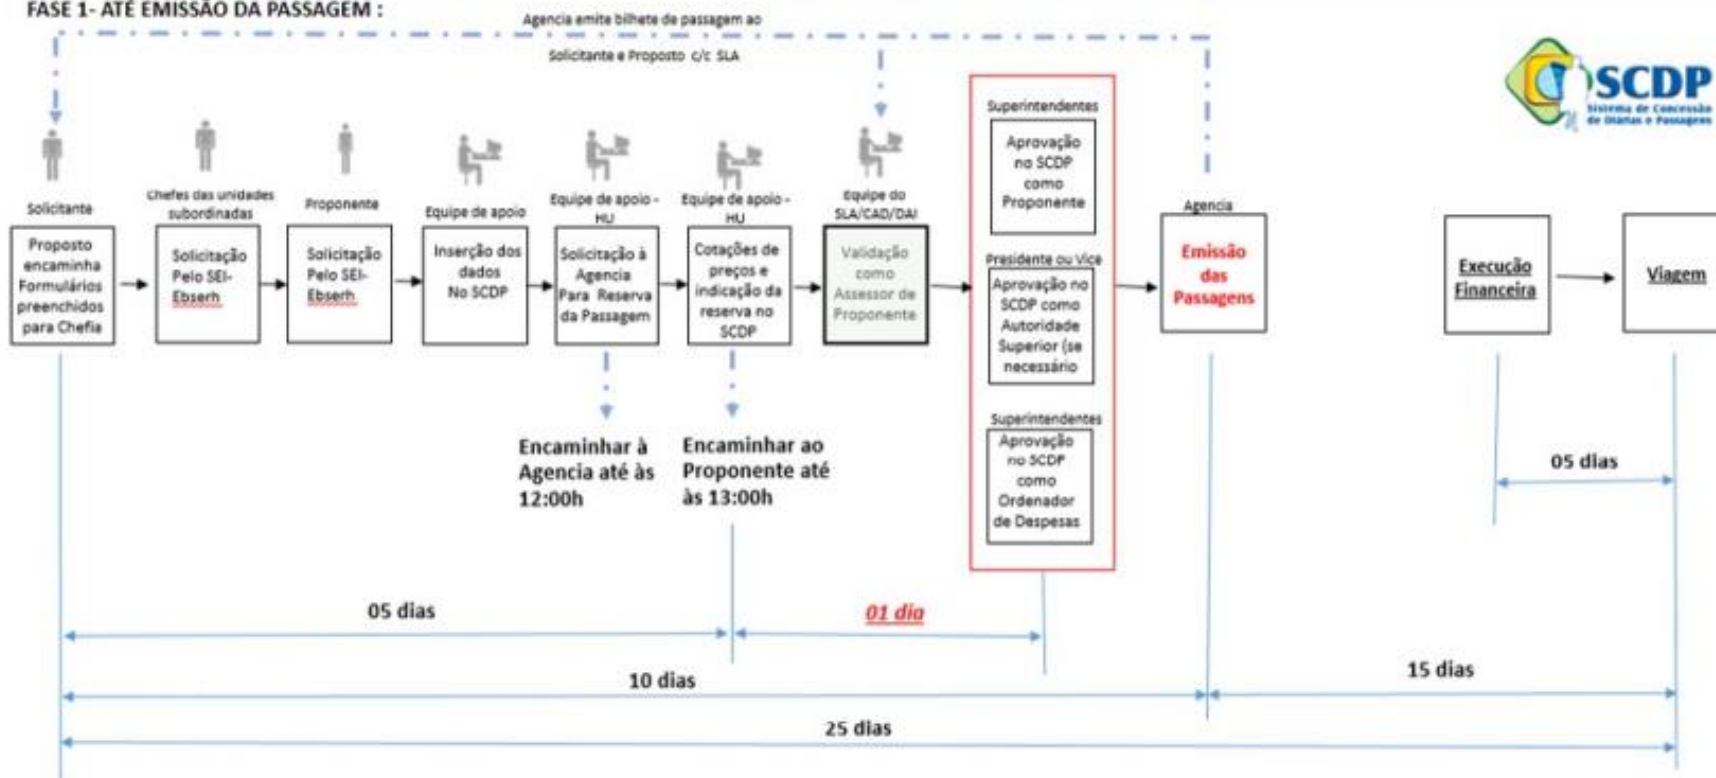 FASE 1- ATÉ EMISSÃO DA PASSAGEM :
Agencia emite bilhete de passagem ao
Solicitante e Proposto c/c SLA
SCDP
Sistema de Concessão
de Diárias e Passagens
Solicitante
Proposto
encaminha
Formulários
preenchidos
para Chefia
Chefes das unidades
subordinadas
Solicitação
Pelo SEI-
Ebserh
Proponente
Solicitação
Pelo SEI-
Ebserh
Equipe de apoio
Inserção dos
dados
No SCDP
Equipe de apoio -
HU
Solicitação à
Agencia
Para Reserva
da Passagem
Equipe de apoio -
HU
Cotações de
preços e
indicação da
reserva no
SCDP
Equipe do
SLA/CAD/DAI
Validação
como
Assessor de
Proponente
Superintendentes
Aprovação
no SCDP
como
Proponente
Presidente ou Vice
Aprovação no
SCDP como
Autoridade
Superior (se
necessário
Superintendentes
Aprovação
no SCDP
como
Ordenador
de Despesas
Agencia
Emissão
das
Passagens
Execução
Financeira
Viagem
Encaminhar à
Agencia até às
12:00h
Encaminhar ao
Proponente até
às 13:00h
05 dias
05 dias
01 dia
10 dias
15 dias
25 dias